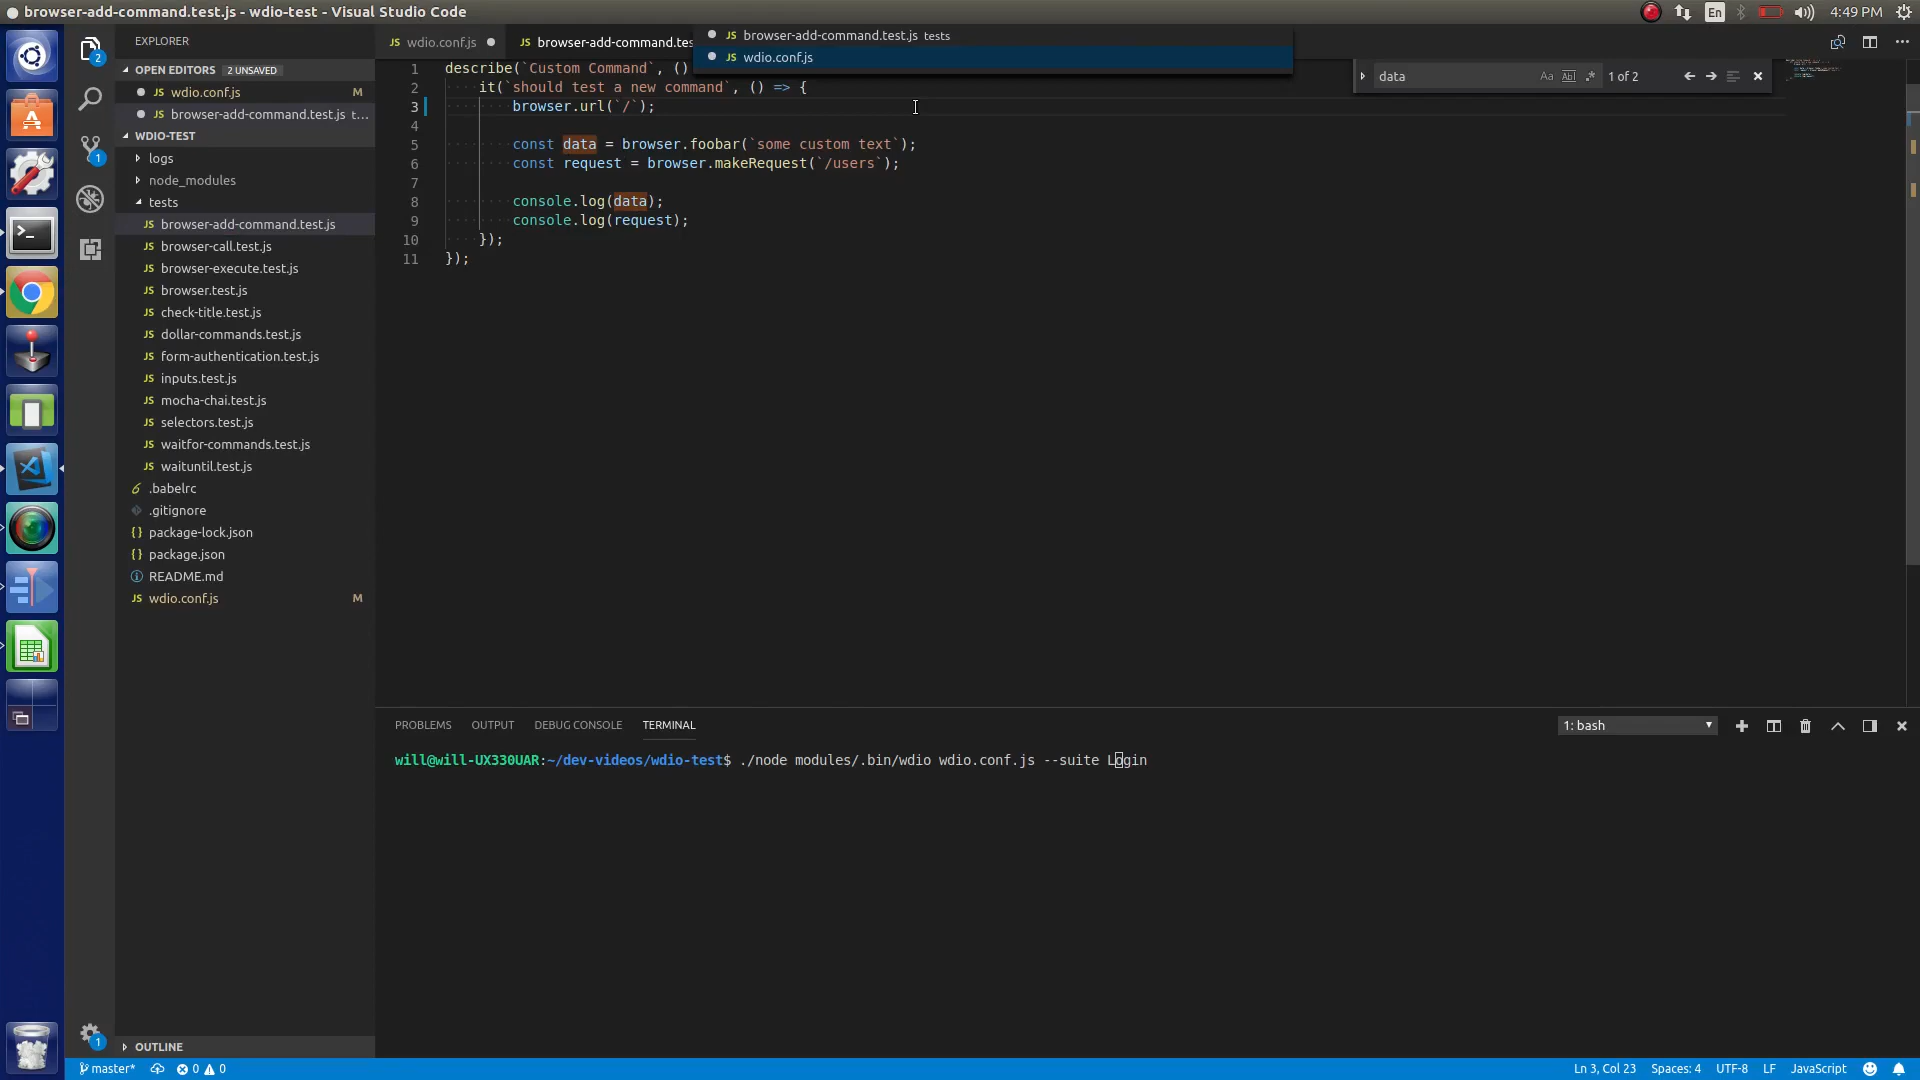 browser-add-command.test.js - wdio-test - Visual Studio Code
En
4:49 PM
EXPLORER
OPEN EDITORS 2 UNSAVED
wdio.conf.js M
browser-add-command.test.js t...
WDIO-TEST
logs
node_modules
tests
browser-add-command.test.js
browser-call.test.js
browser-execute.test.js
browser.test.js
check-title.test.js
dollar-commands.test.js
form-authentication.test.js
inputs.test.js
mocha-chai.test.js
selectors.test.js
waitfor-commands.test.js
waituntil.test.js
.babelrc
.gitignore
package-lock.json
package.json
README.md
wdio.conf.js M
OUTLINE
wdio.conf.js
browser-add-command.tes
browser-add-command.test.js tests
wdio.conf.js
data
1 of 2
1 describe(`Custom Command`, ()
2 it(`should test a new command`, () => {
3 browser.url(`/`);
4
5 const data = browser.foobar(`some custom text`);
6 const request = browser.makeRequest(`/users`);
7
8 console.log(data);
9 console.log(request);
10 });
11 });
PROBLEMS OUTPUT DEBUG CONSOLE TERMINAL
1: bash
will@will-UX330UAR:~/dev-videos/wdio-test$ ./node modules/.bin/wdio wdio.conf.js --suite Login
master* 0 0
Ln 3, Col 23 Spaces: 4 UTF-8 LF JavaScript